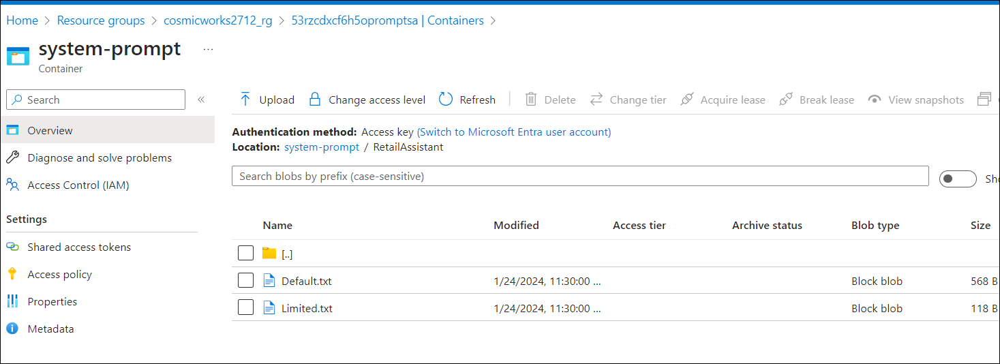 Home > Resource groups > cosmicworks2712_rg > 53rzcdxcf6h5opromptsa | Containers >
system-prompt ...
Container
Search «
Overview
Diagnose and solve problems
Access Control (IAM)
Settings
Shared access tokens
Access policy
Properties
Metadata
Upload Change access level Refresh Delete Change tier Acquire lease Break lease View snapshots
Authentication method: Access key (Switch to Microsoft Entra user account)
Location: system-prompt / RetailAssistant
Search blobs by prefix (case-sensitive)
Name Modified Access tier Archive status Blob type Size
[..]
Default.txt 1/24/2024, 11:30:00 ... Block blob 568 B
Limited.txt 1/24/2024, 11:30:00 ... Block blob 118 B